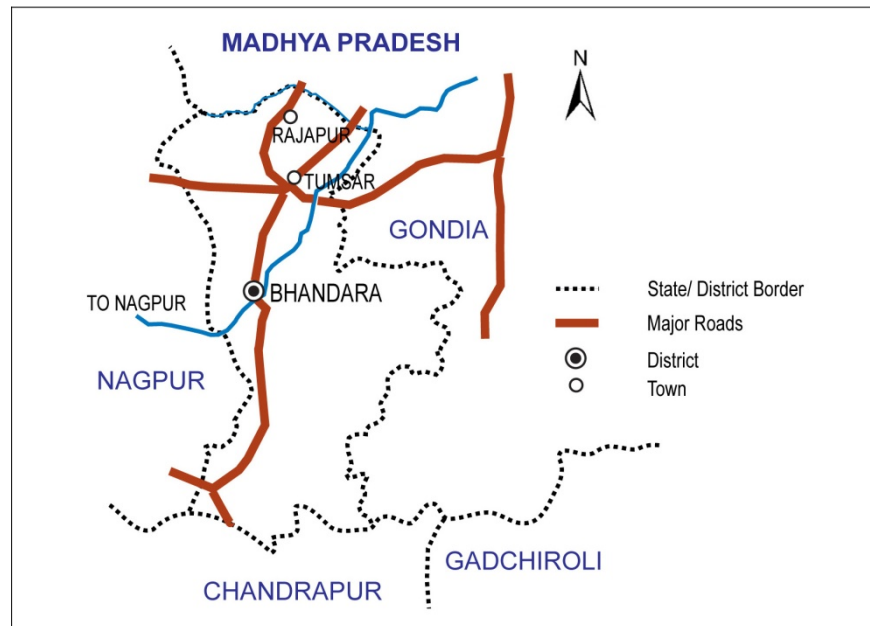 MADHYA PRADESH
N
RAJAPUR
TUMSAR
GONDIA
BHANDARA
TO NAGPUR
NAGPUR
State/ District Border
Major Roads
District
Town
GADCHIROLI
CHANDRAPUR